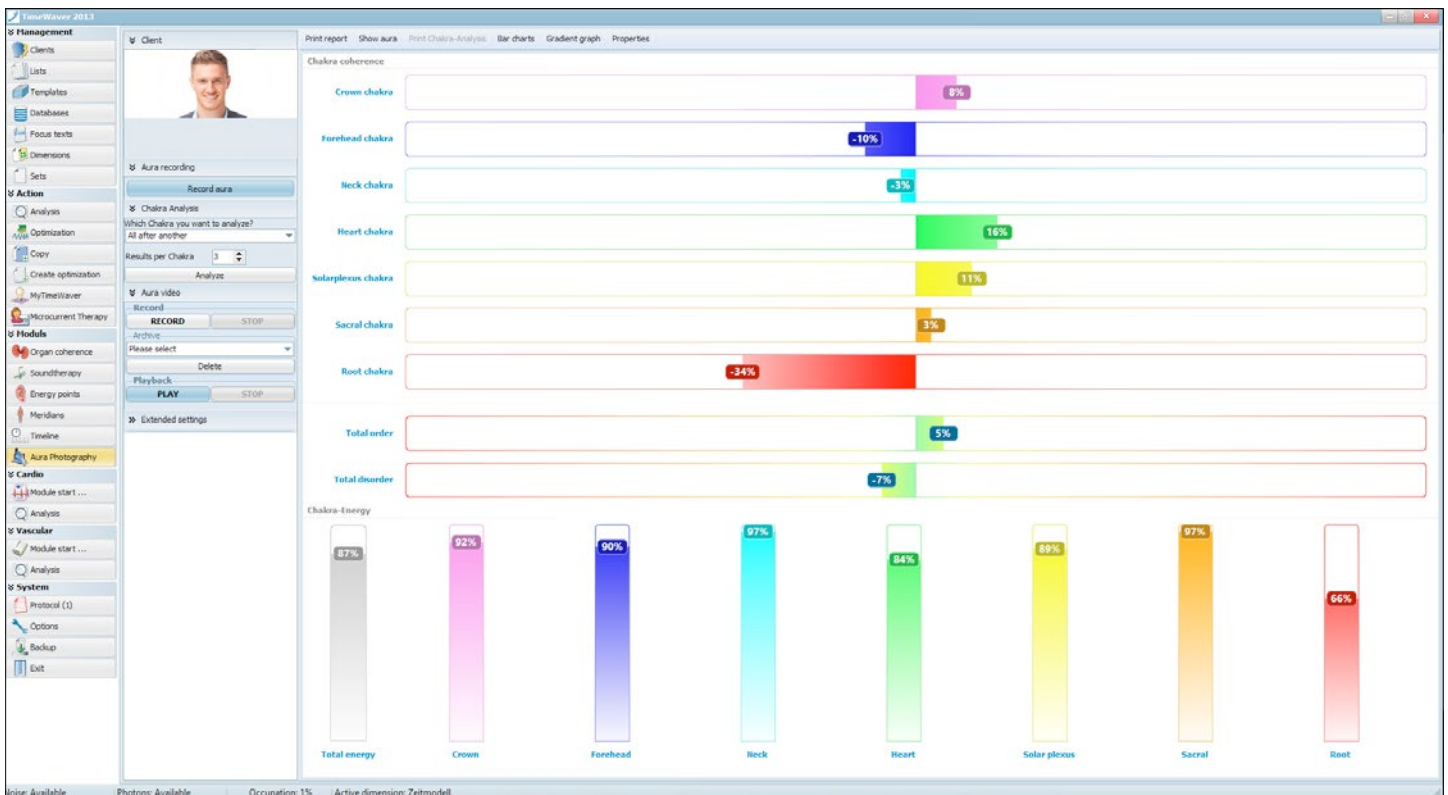 TimeWaver 2013
Management
Clients
Lists
Templates
Databases
Focus texts
Dimensions
Sets
Action
Analysis
Optimization
Copy
Create optimization
MyTimeWaver
Microcurrent Therapy
Moduls
Organ coherence
Soundtherapy
Energy points
Meridians
Timeline
Aura Photography
Cardio
Module start ...
Analysis
Vascular
Module start ...
Analysis
System
Protocol (1)
Options
Backup
Exit
Client
Aura recording
Record aura
Chakra Analysis
Which Chakra you want to analyze?
All after another
Results per Chakra 3
Analyze
Aura video
Record
RECORD STOP
Archive
Please select
Delete
Playback
PLAY STOP
Extended settings
Print report Show aura Print Chakra-Analysis Bar charts Gradient graph Properties
Chakra coherence
Crown chakra 8%
Forehead chakra -10%
Neck chakra -3%
Heart chakra 16%
Solarplexus chakra 11%
Sacral chakra 3%
Root chakra -34%
Total order 5%
Total disorder -7%
Chakra-Energy
87% 92% 90% 97% 84% 89% 97% 66%
Total energy Crown Forehead Neck Heart Solar plexus Sacral Root
Noise: Available Photons: Available Occupation: 1% Active dimension: Zeitmodell